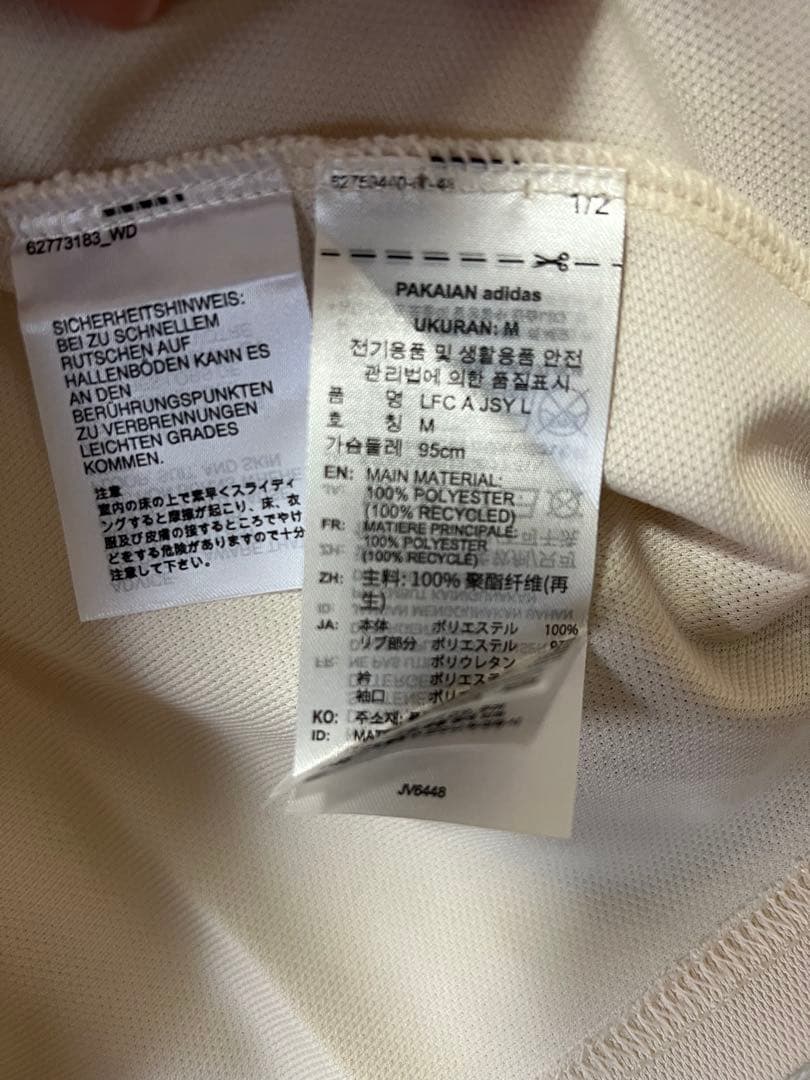 62773183_WD
SICHERHEITSHINWEIS:
BEI ZU SCHNELLEM
RUTSCHEN AUF
HALLENBÖDEN KANN ES
AN DEN
BERÜHRUNGSPUNKTEN
ZU VERBRENNUNGEN
LEICHTEN GRADES
KOMMEN.
注意
室内の床の上で素早くスライディ
ングすると摩擦が起こり、床、衣
服及び皮膚の接するところでやけ
どをする危険がありますので十分
注意して下さい。
1/2
PAKAIAN adidas
UKURAN: M
전기용품 및 생활용품 안전
관리법에 의한 품질표시
품 명 LFC A JSY L
호 칭 M
가슴둘레 95cm
EN: MAIN MATERIAL:
100% POLYESTER
(100% RECYCLED)
FR: MATIERE PRINCIPALE:
100% POLYESTER
(100% RECYCLE)
ZH: 主料: 100% 聚酯纤维(再
生)
JA: 本体 ポリエステル 100%
リブ部分 ポリエステル
ポリウレタン
衿 ポリエステ
袖口 ポリ
KO: 주소재:
ID: MAT
JV6448